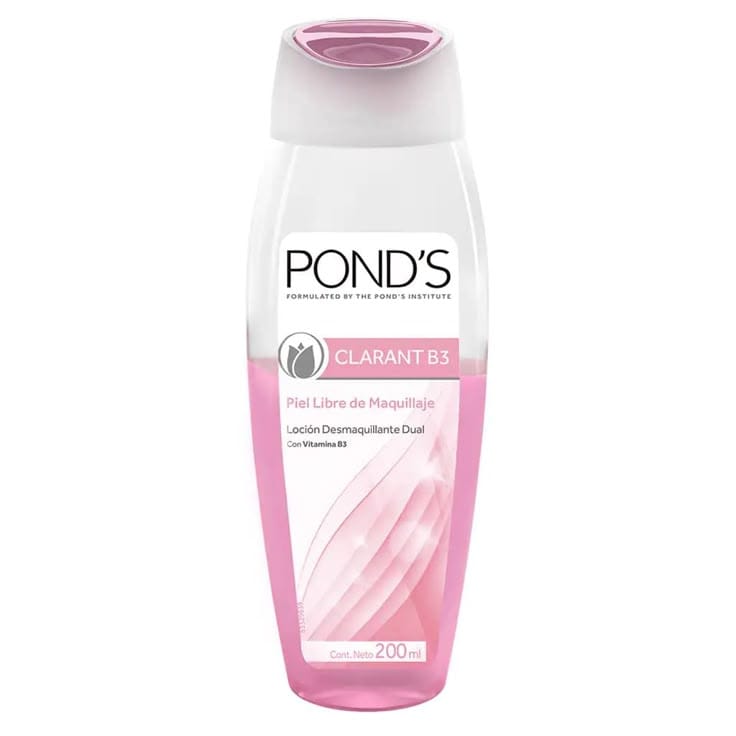 POND'S
FORMULATED BY THE POND'S INSTITUTE
CLARANT B3
Piel Libre de Maquillaje
Loción Desmaquillante Dual
Con Vitamina B3
Cont. Neto 200 ml